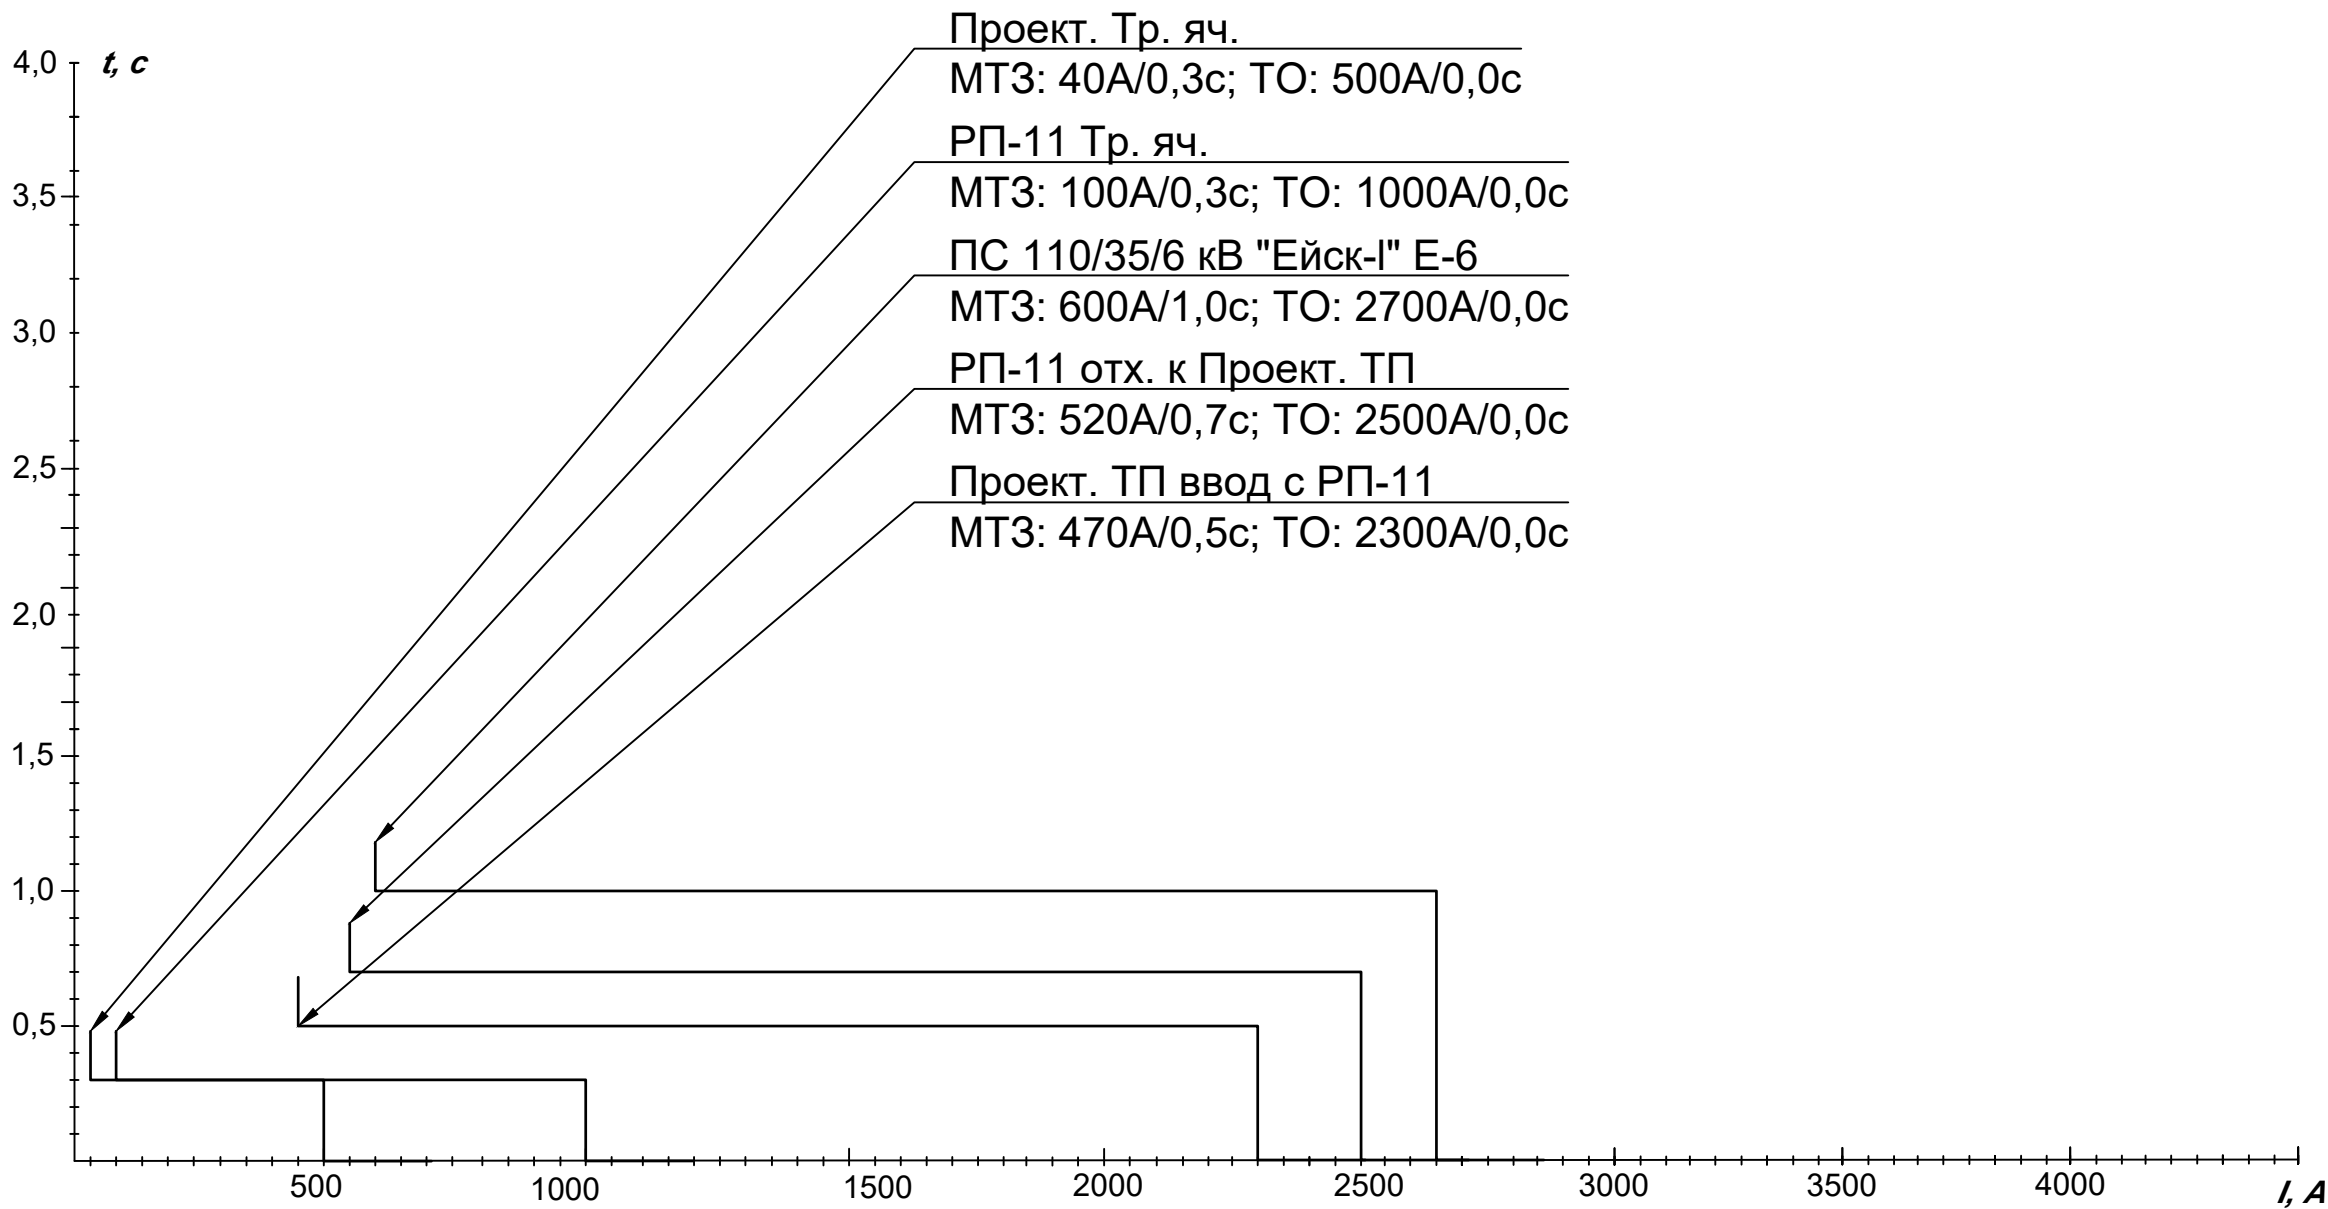 Проект. Тр. яч.
4,0 t, с
МТЗ: 40А/0,3с; ТО: 500А/0,0с
РП-11 Тр. яч.
3,5
МТЗ: 100А/0,3с; ТО: 1000А/0,0с
ПС 110/35/6 кВ "Ейск-I" Е-6
МТЗ: 600А/1,0с; ТО: 2700А/0,0с
3,0
РП-11 отх. к Проект. ТП
МТЗ: 520А/0,7с; ТО: 2500А/0,0с
2,5
Проект. ТП ввод с РП-11
МТЗ: 470А/0,5с; ТО: 2300А/0,0с
2,0
1,5
1,0
0,5
500 1000 1500 2000 2500 3000 3500 4000 I, А